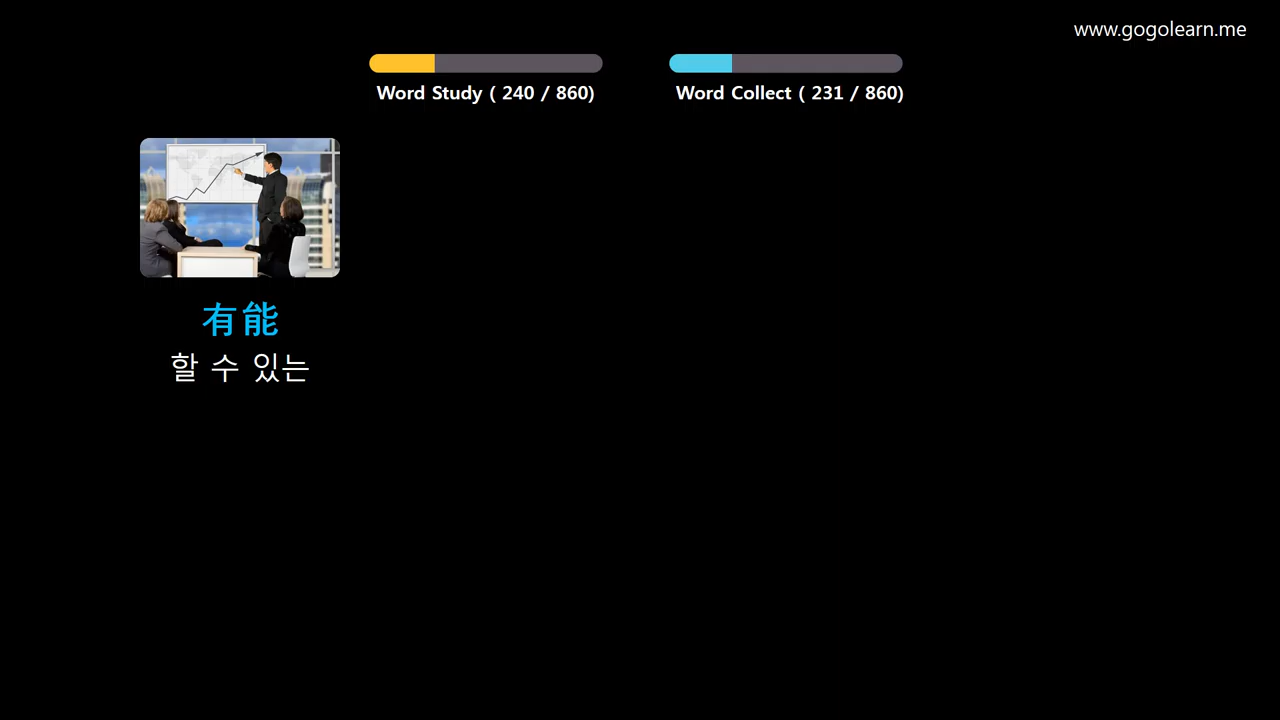 www.gogolearn.me
Word Study ( 240 / 860)
Word Collect ( 231 / 860)
有能
할 수 있는